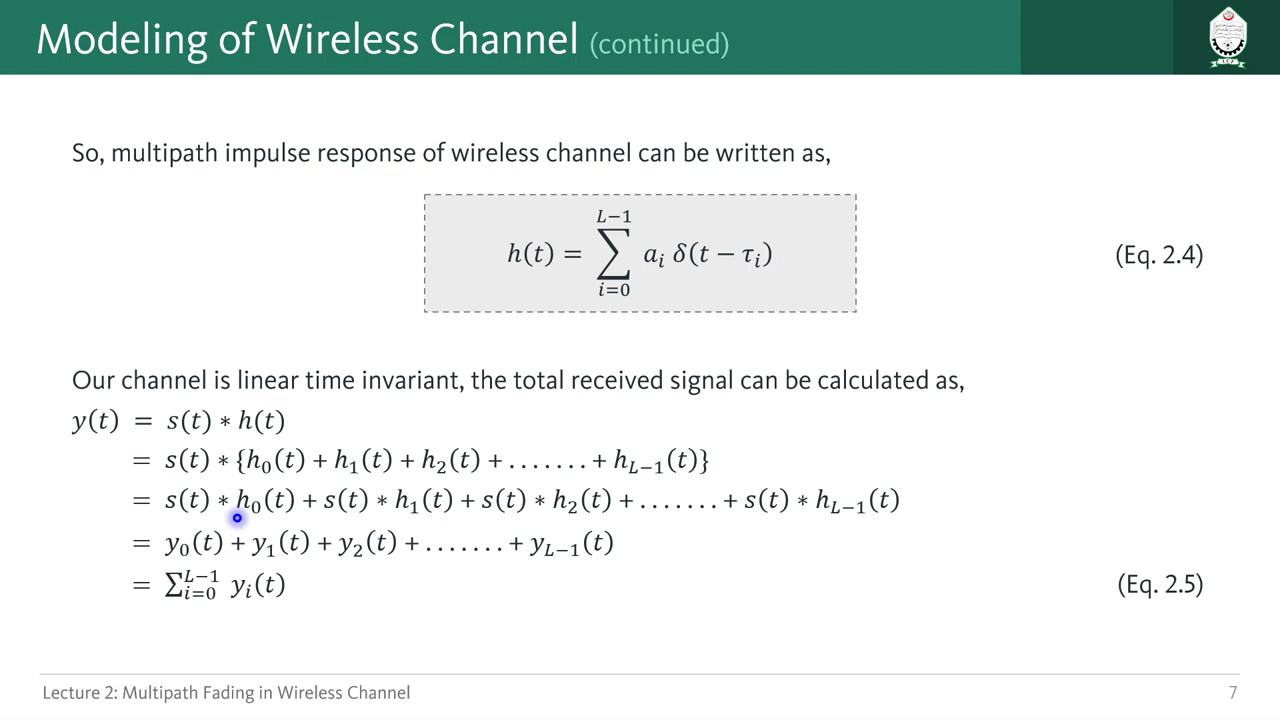 Modeling of Wireless Channel (continued)
So, multipath impulse response of wireless channel can be written as,
h(t) = ∑_{i=0}^{L−1} a_i δ(t − τ_i) (Eq. 2.4)
Our channel is linear time invariant, the total received signal can be calculated as,
y(t) = s(t) ∗ h(t)
= s(t) ∗ {h_0(t) + h_1(t) + h_2(t) + . . . . . . . + h_{L−1}(t)}
= s(t) ∗ h_0(t) + s(t) ∗ h_1(t) + s(t) ∗ h_2(t) + . . . . . . . + s(t) ∗ h_{L−1}(t)
= y_0(t) + y_1(t) + y_2(t) + . . . . . . . + y_{L−1}(t)
= ∑_{i=0}^{L−1} y_i(t) (Eq. 2.5)
Lecture 2: Multipath Fading in Wireless Channel 7